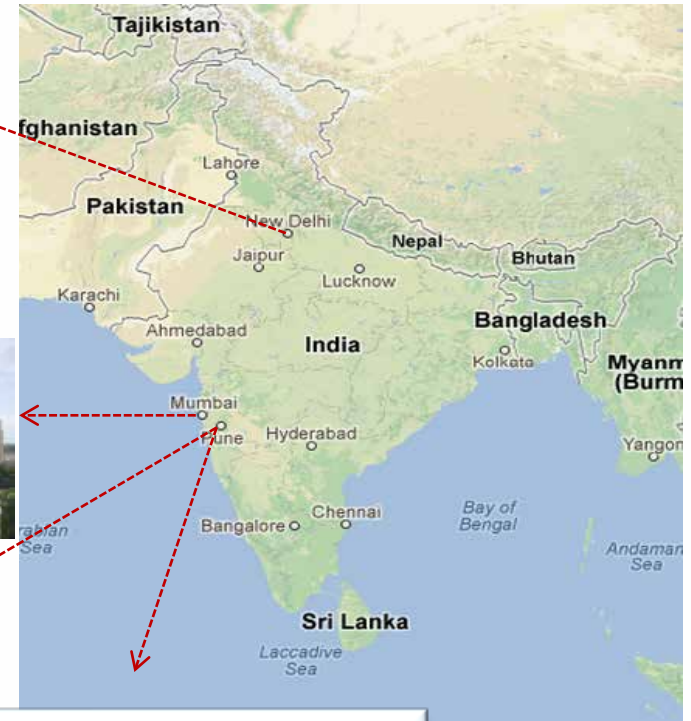 Tajikistan
fghanistan
Lahore
Pakistan
New Delhi
Nepal
Bhutan
Jaipur
Lucknow
Karachi
Ahmedabad
India
Bangladesh
Kolkata
Myanm
(Burm
Mumbai
Pune
Hyderabad
Yangon
Bangalore
Chennai
Bay of
Bengal
rabian
Sea
Andaman
Sea
Sri Lanka
Laccadive
Sea